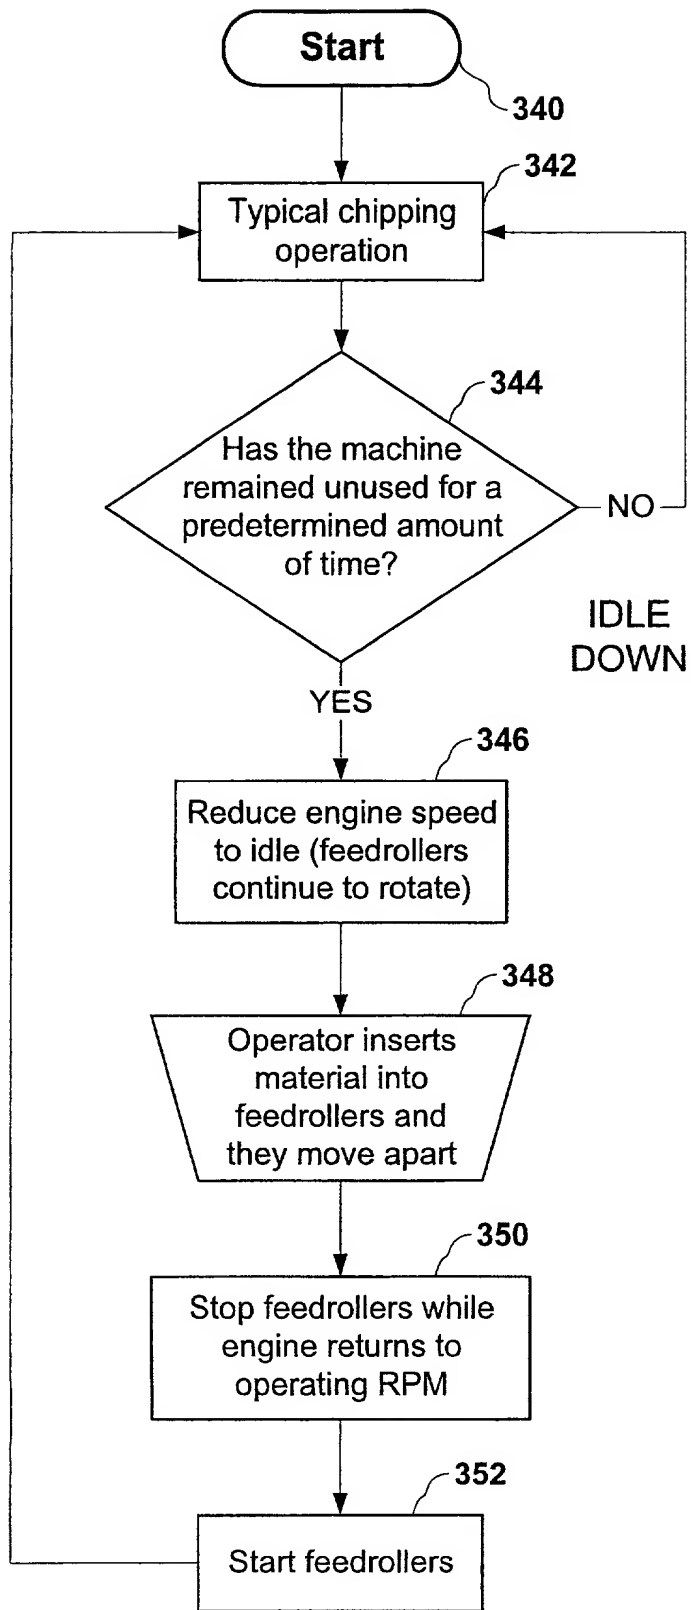 Start
340
342
Typical chipping
operation
344
Has the machine
remained unused for a
predetermined amount
of time?
NO
IDLE
DOWN
YES
346
Reduce engine speed
to idle (feedrollers
continue to rotate)
348
Operator inserts
material into
feedrollers and
they move apart
350
Stop feedrollers while
engine returns to
operating RPM
352
Start feedrollers